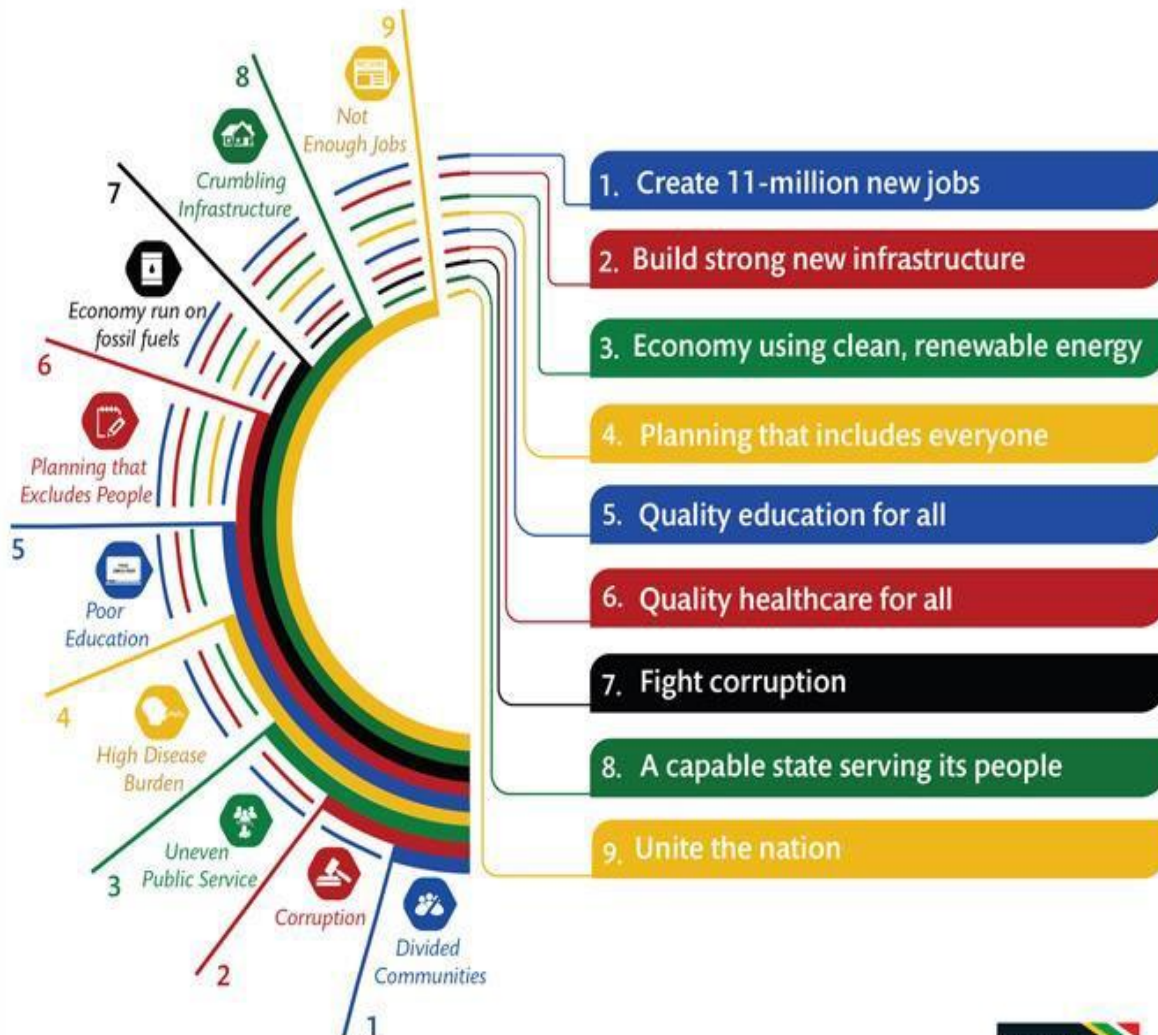 9
Not
Enough Jobs
8
Crumbling
Infrastructure
7
Economy run on
fossil fuels
6
Planning that
Excludes People
5
Poor
Education
4
High Disease
Burden
3
Uneven
Public Service
2
Corruption
1
Divided
Communities
1. Create 11-million new jobs
2. Build strong new infrastructure
3. Economy using clean, renewable energy
4. Planning that includes everyone
5. Quality education for all
6. Quality healthcare for all
7. Fight corruption
8. A capable state serving its people
9. Unite the nation